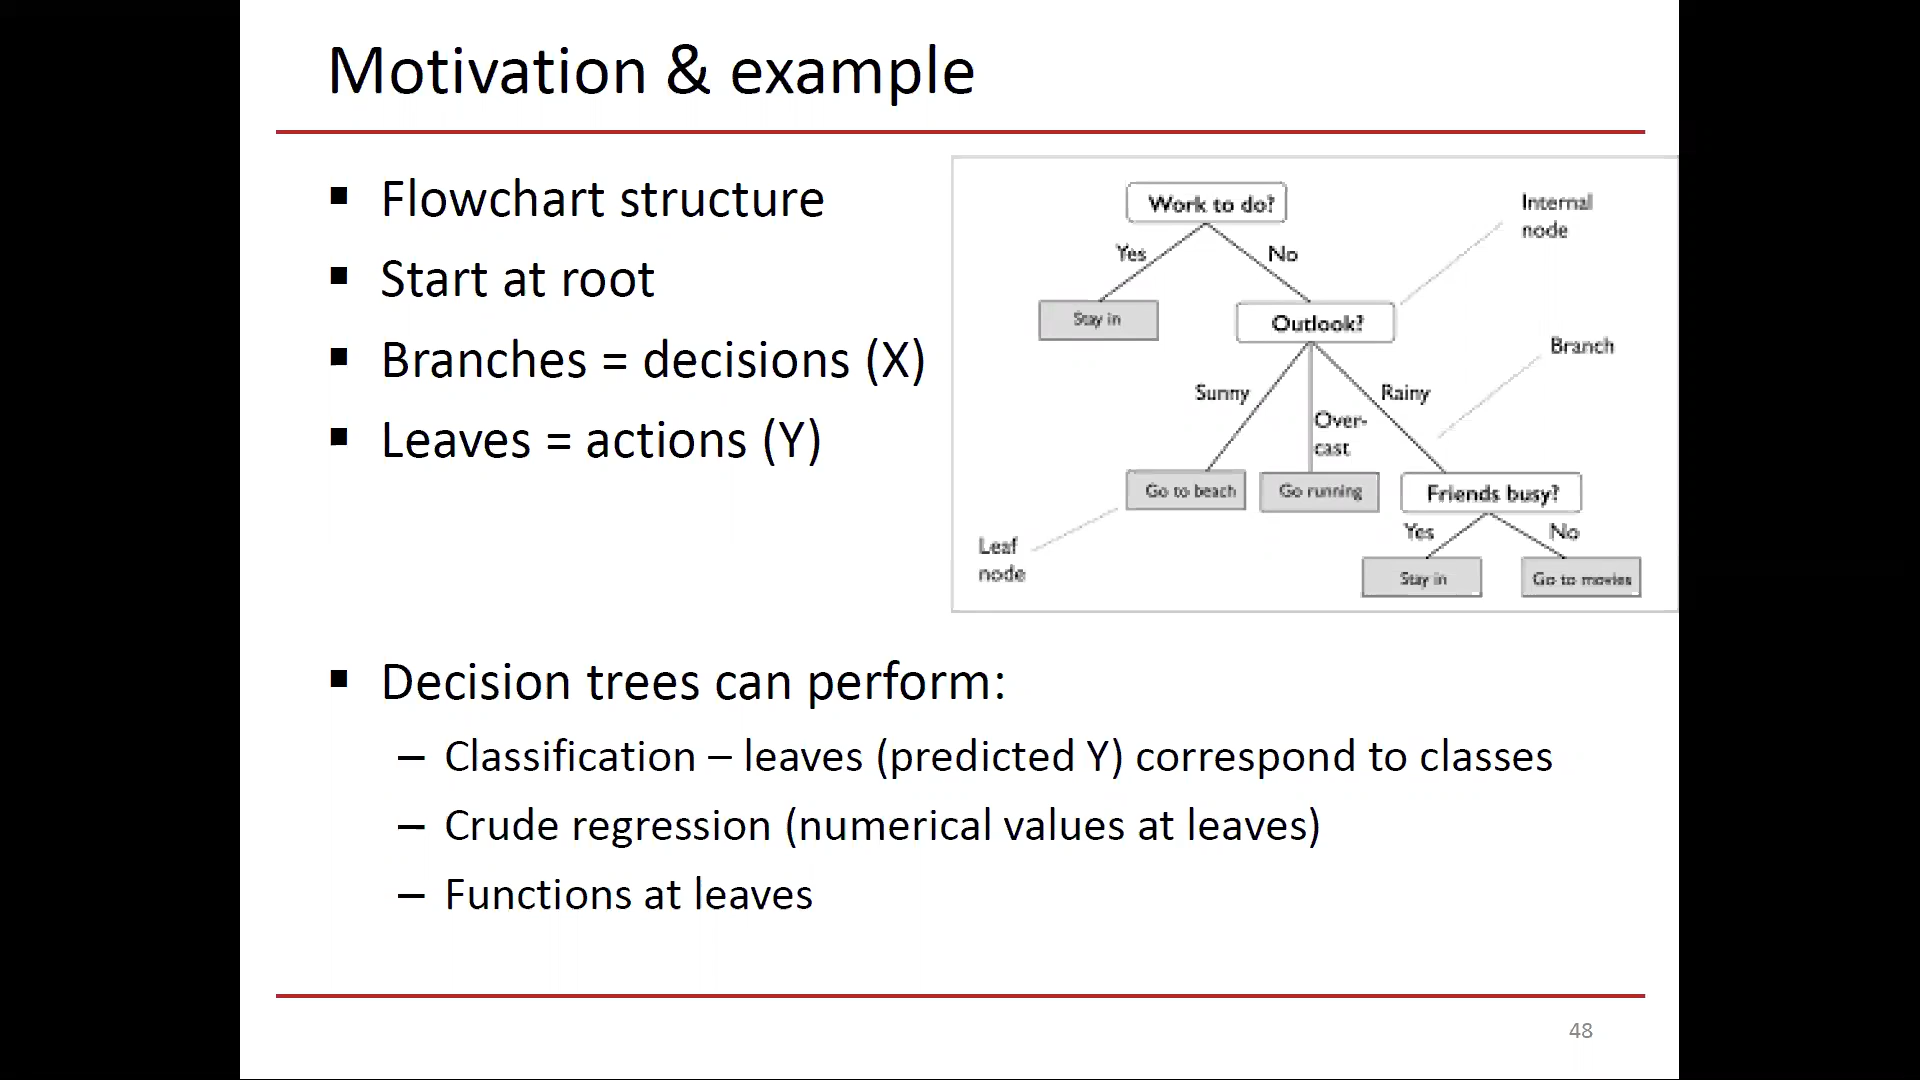 Motivation & example
▪ Flowchart structure
▪ Start at root
▪ Branches = decisions (X)
▪ Leaves = actions (Y)
Work to do?
Internal
node
Yes
No
Stay in
Outlook?
Branch
Sunny
Over-
cast
Rainy
Go to beach
Go running
Friends busy?
Leaf
node
Yes
No
Stay in
Go to movies
▪ Decision trees can perform:
– Classification – leaves (predicted Y) correspond to classes
– Crude regression (numerical values at leaves)
– Functions at leaves
48